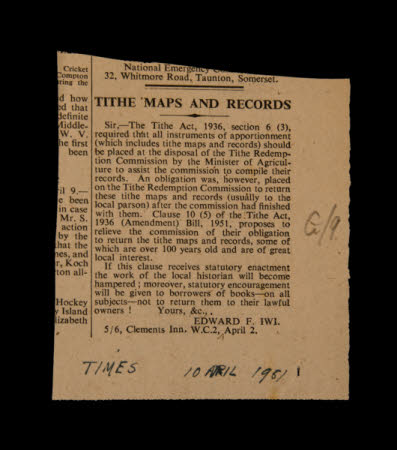 National Emergency
32, Whitmore Road, Taunton, Somerset.
TITHE MAPS AND RECORDS
Sir,—The Tithe Act, 1936, section 6 (3),
required that all instruments of apportionment
(which includes tithe maps and records) should
be placed at the disposal of the Tithe Redemp-
tion Commission by the Minister of Agricul-
ture to assist the commission to compile their
records. An obligation was, however, placed
on the Tithe Redemption Commission to return
these tithe maps and records (usually to the
local parson) after the commission had finished
with them. Clause 10 (5) of the Tithe Act,
1936 (Amendment) Bill, 1951, proposes to
relieve the commission of their obligation
to return the tithe maps and records, some of
which are over 100 years old and are of great
local interest.
If this clause receives statutory enactment
the work of the local historian will become
hampered; moreover, statutory encouragement
will be given to borrowers of books—on all
subjects—not to return them to their lawful
owners! Yours, &c.,
EDWARD F. IWI.
5/6, Clements Inn. W.C.2, April 2.
Cricket
Compton
uring the
d how
ed that
definite
Middle-
W. V.
he first
been
ril 9.—
e been
in case
Mr. S.
action
by the
that the
nes, and
r, Koch
ton all-
Hockey
y Island
lizabeth
G/9
TIMES 10 APRIL 1951